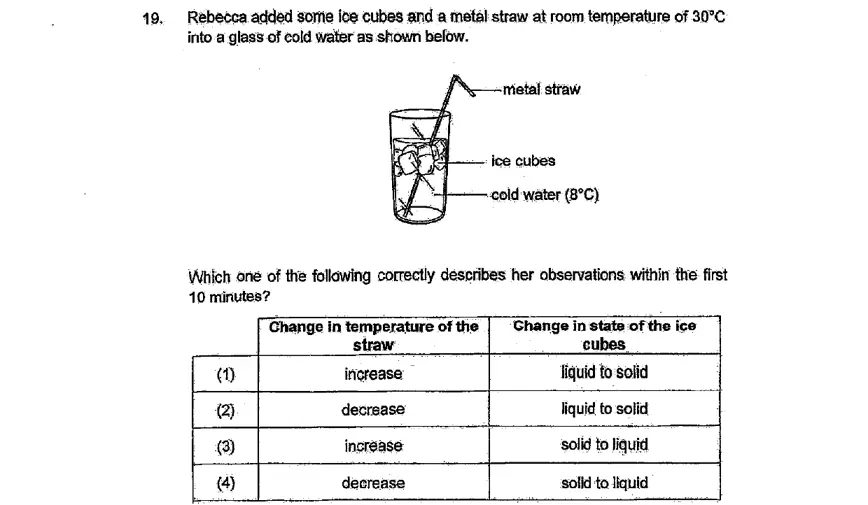 19. Rebecca added some ice cubes and a metal straw at room temperature of 30°C
into a glass of cold water as shown below.
metal straw
ice cubes
cold water (8°C)
Which one of the following correctly describes her observations within the first
10 minutes?
Change in temperature of the straw | Change in state of the ice cubes
(1) increase liquid to solid
(2) decrease liquid to solid
(3) increase solid to liquid
(4) decrease solid to liquid